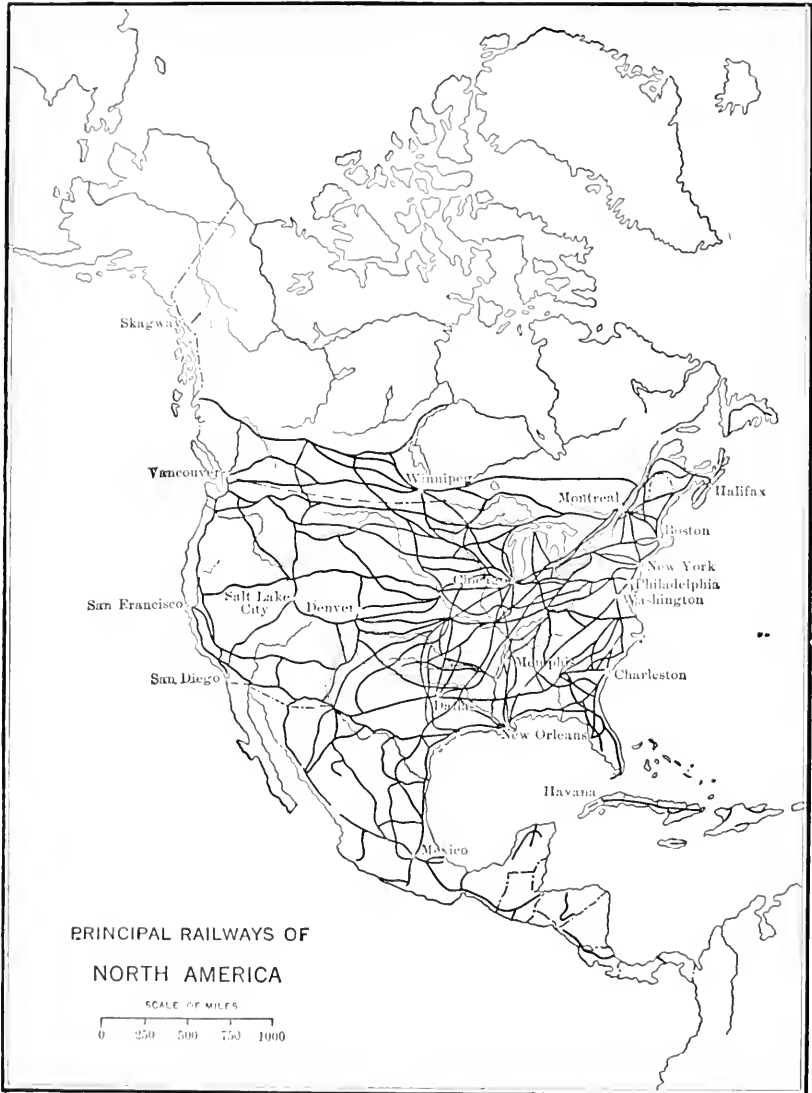 Skagway
Vancouver
Winnipeg
Montreal
Halifax
Boston
New York
Chicago
Philadelphia
Salt Lake
City
Denver
Washington
San Francisco
Memphis
San Diego
Charleston
Dallas
New Orleans
Havana
Mexico
PRINCIPAL RAILWAYS OF
NORTH AMERICA
SCALE OF MILES
0 250 500 750 1000